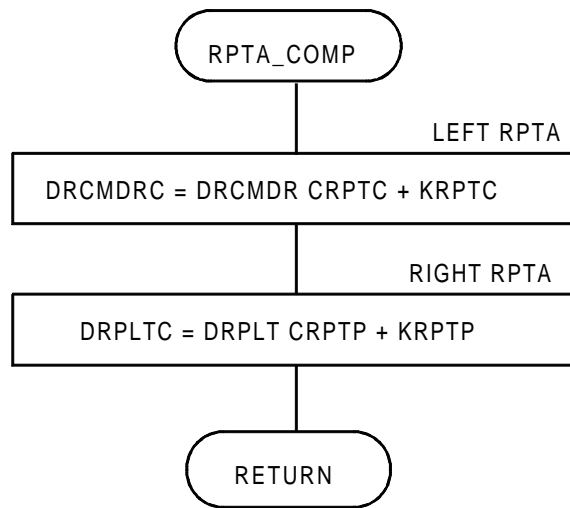 RPTA_COMP
LEFT RPTA
DRCMDRC = DRCMDR CRPTC + KRPTC
RIGHT RPTA
DRPLTC = DRPLT CRPTP + KRPTP
RETURN